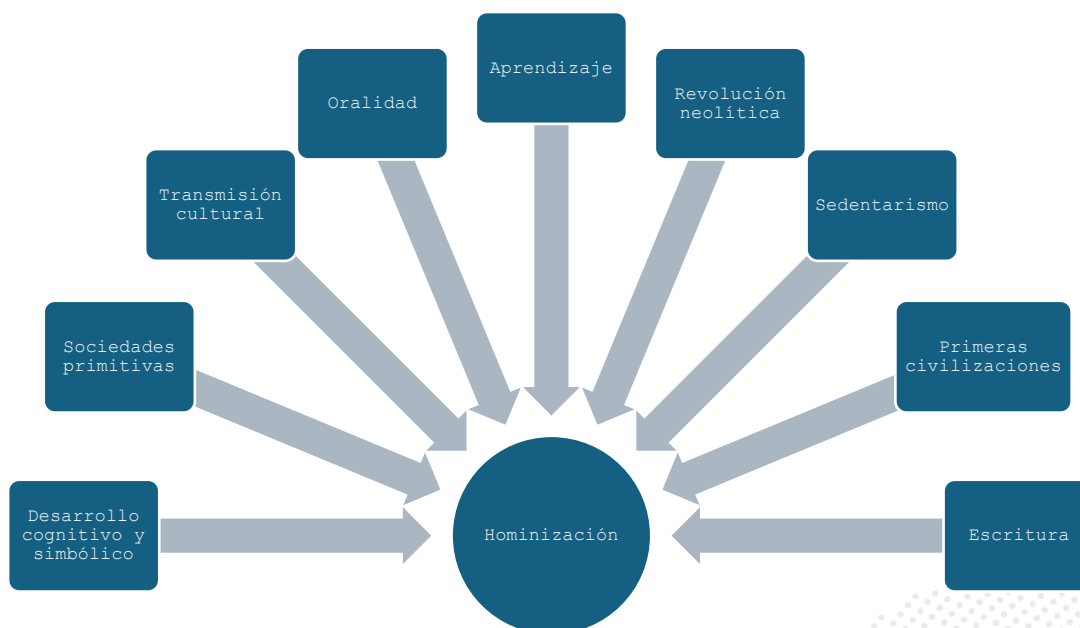 Aprendizaje
Oralidad
Revolución
neolítica
Transmisión
cultural
Sedentarismo
Sociedades
primitivas
Primeras
civilizaciones
Desarrollo
cognitivo y
simbólico
Hominización
Escritura